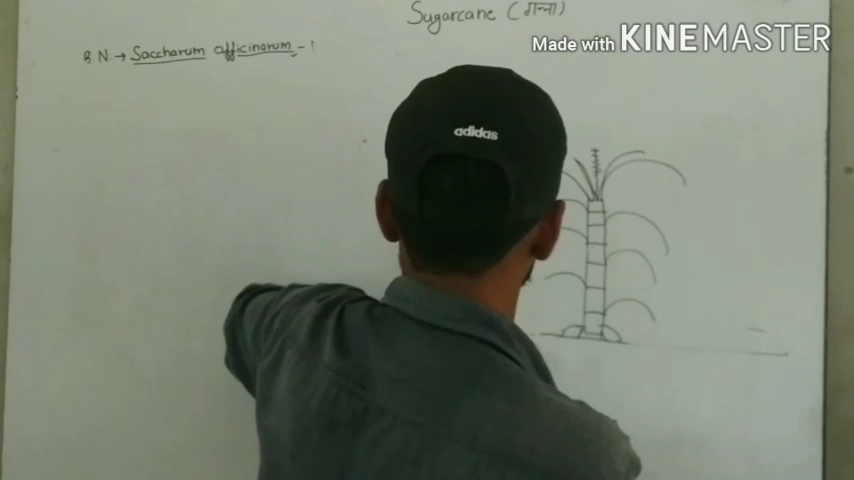 Sugarcane (गन्ना)
Made with KINEMASTER
B.N. → Saccharum officinarum -
adidas